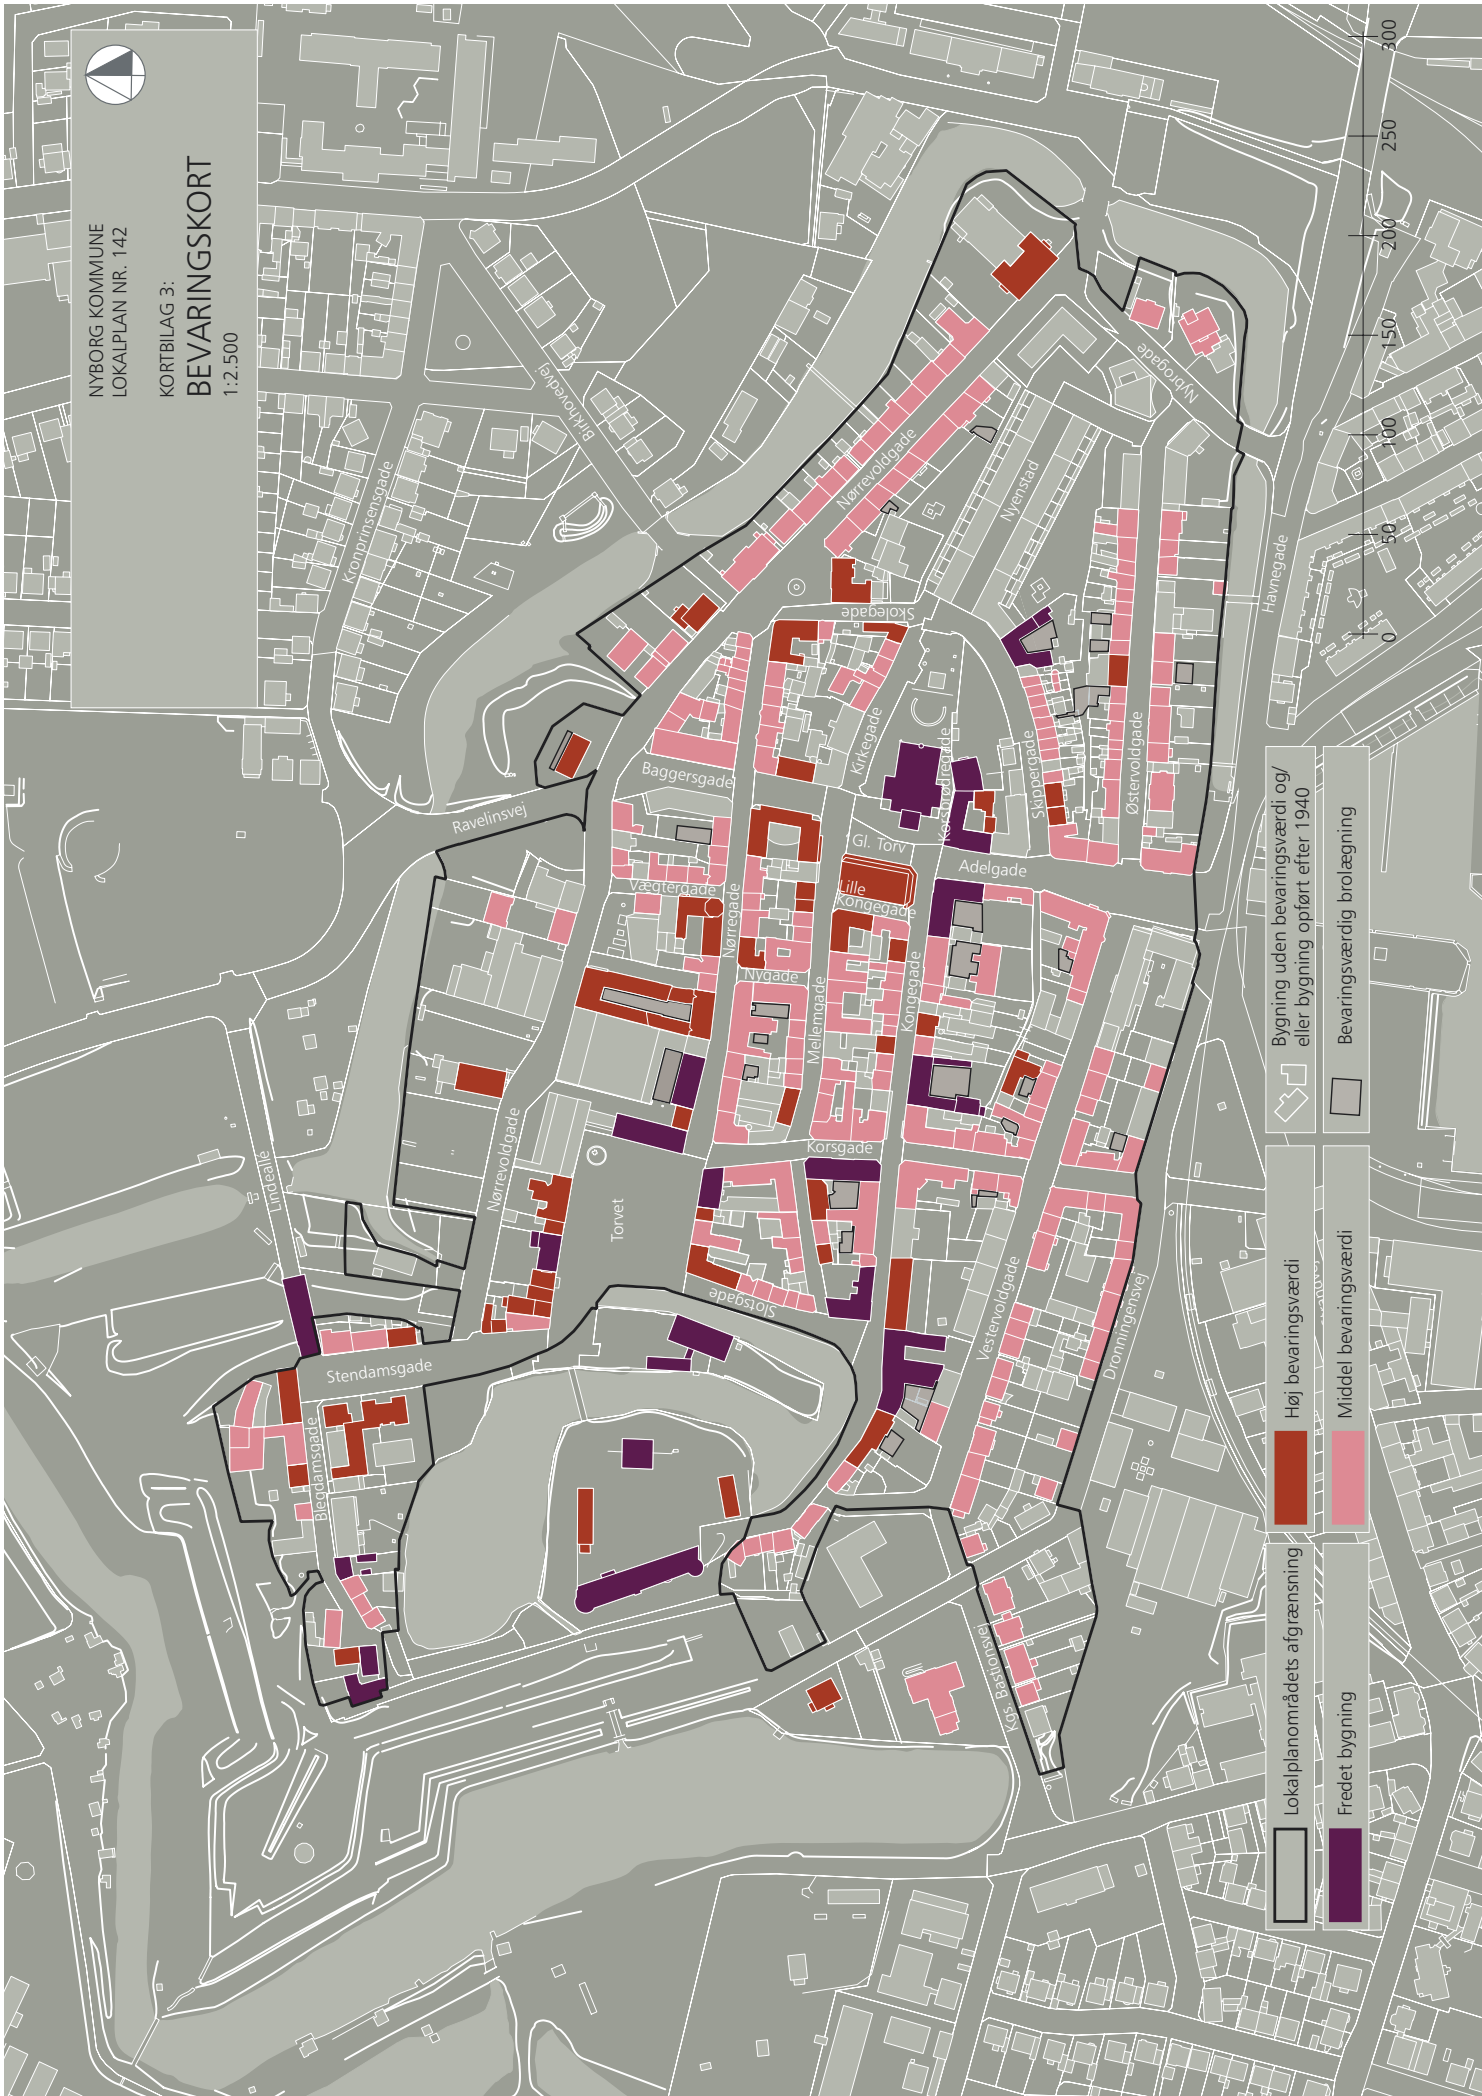 NYBORG KOMMUNE
LOKALPLAN NR. 142
KORTBILAG 3:
BEVARINGSKORT
1:2.500
Kronprinsensgade
Birkhovedvej
Ravelinsvej
Lindealle
Nørrevoldgade
Nørrevoldgade
Nyenstad
Nybrogade
Havnegade
Skolegade
Baggersgade
Kirkegade
Korsbrødregade
Skippergade
Østervoldgade
Vægtergade
Nørregade
Gl. Torv
Lille
Kongegade
Adelgade
Nygade
Mellemgade
Kongegade
Korsgade
Torvet
Slotsgade
Stendamsgade
Blegdamsgade
Vestervoldgade
Dronningensvej
Kgs. Bastionsvej
0
50
100
150
200
250
300
Lokalplanområdets afgrænsning
Fredet bygning
Høj bevaringsværdi
Middel bevaringsværdi
Bygning uden bevaringsværdi og/
eller bygning opført efter 1940
Bevaringsværdig brolægning